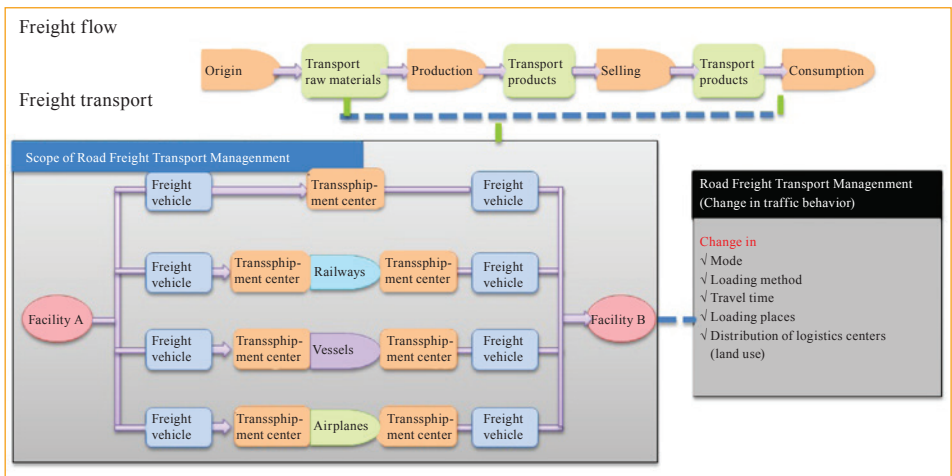 Freight flow
Origin
Transport
raw materials
Production
Transport
products
Selling
Transport
products
Consumption
Freight transport
Scope of Road Freight Transport Managenment
Freight
vehicle
Transsphip-
ment center
Freight
vehicle
Freight
vehicle
Transsphip-
ment center
Railways
Transsphip-
ment center
Freight
vehicle
Facility A
Facility B
Freight
vehicle
Transsphip-
ment center
Vessels
Transsphip-
ment center
Freight
vehicle
Freight
vehicle
Transsphip-
ment center
Airplanes
Transsphip-
ment center
Freight
vehicle
Road Freight Transport Managenment
(Change in traffic behavior)
Change in
√ Mode
√ Loading method
√ Travel time
√ Loading places
√ Distribution of logistics centers
(land use)